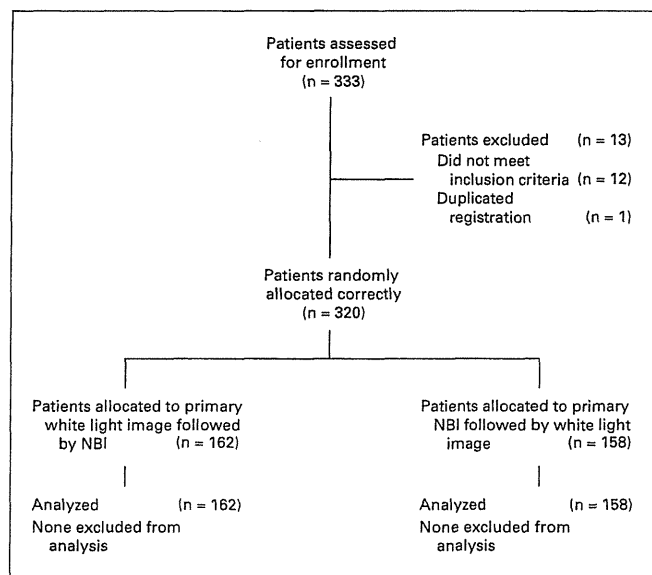 Patients assessed
for enrollment
(n = 333)
Patients excluded (n = 13)
Did not meet
inclusion criteria (n = 12)
Duplicated
registration (n = 1)
Patients randomly
allocated correctly
(n = 320)
Patients allocated to primary
white light image followed
by NBI (n = 162)
Patients allocated to primary
NBI followed by white light
image (n = 158)
Analyzed (n = 162)
None excluded from
analysis
Analyzed (n = 158)
None excluded from
analysis